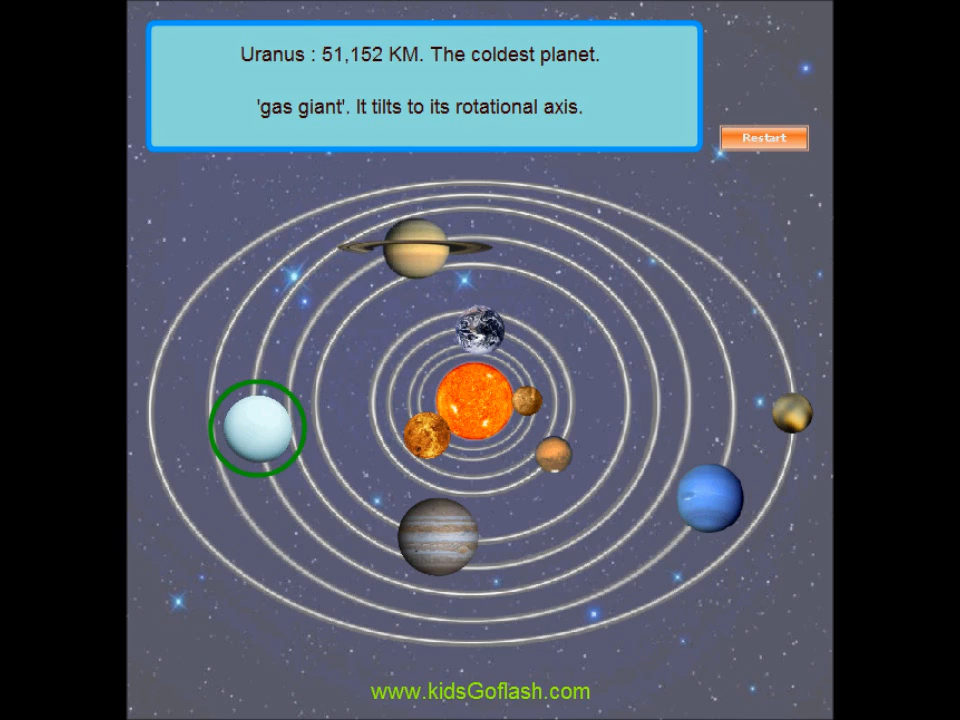 Uranus : 51,152 KM. The coldest planet.
'gas giant'. It tilts to its rotational axis.
Restart
www.kidsGoflash.com